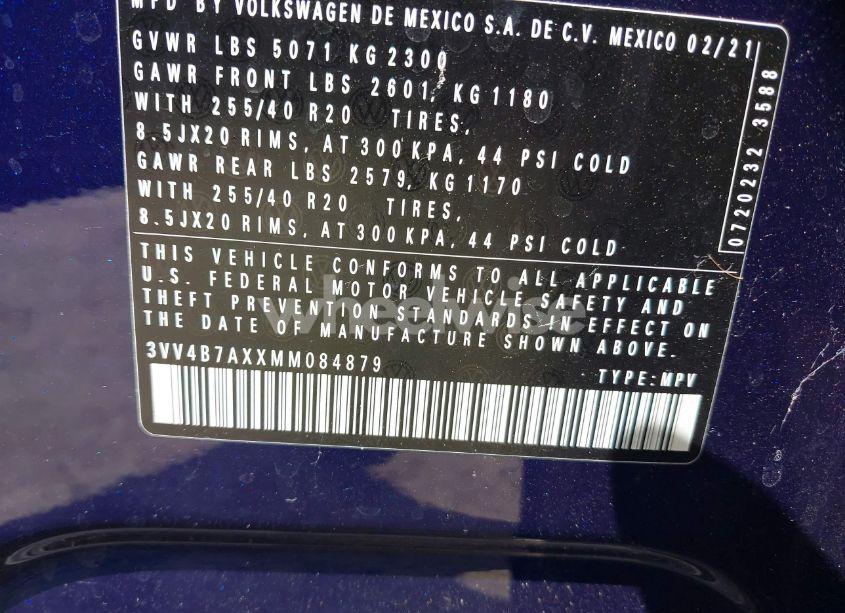 MFD BY VOLKSWAGEN DE MEXICO S.A. DE C.V. MEXICO 02/21
GVWR LBS 5071 KG 2300
GAWR FRONT LBS 2601, KG 1180
WITH 255/40 R20 TIRES,
8.5JX20 RIMS, AT 300 KPA, 44 PSI COLD
GAWR REAR LBS 2579, KG 1170
WITH 255/40 R20 TIRES,
8.5JX20 RIMS, AT 300 KPA, 44 PSI COLD
0720232 3588
THIS VEHICLE CONFORMS TO ALL APPLICABLE
U.S. FEDERAL MOTOR VEHICLE SAFETY AND
THEFT PREVENTION STANDARDS IN EFFECT ON
THE DATE OF MANUFACTURE SHOWN ABOVE.
3VV4B7AXXMM084879
TYPE:MPV
wheelwise